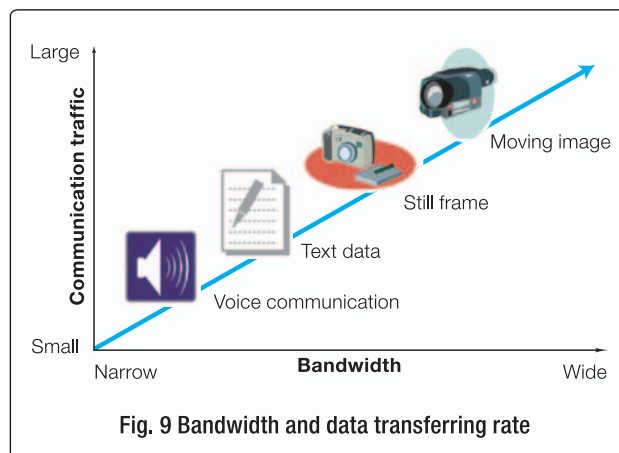 Large
Communication traffic
Moving image
Still frame
Text data
Voice communication
Small
Narrow
Bandwidth
Wide
Fig. 9 Bandwidth and data transferring rate